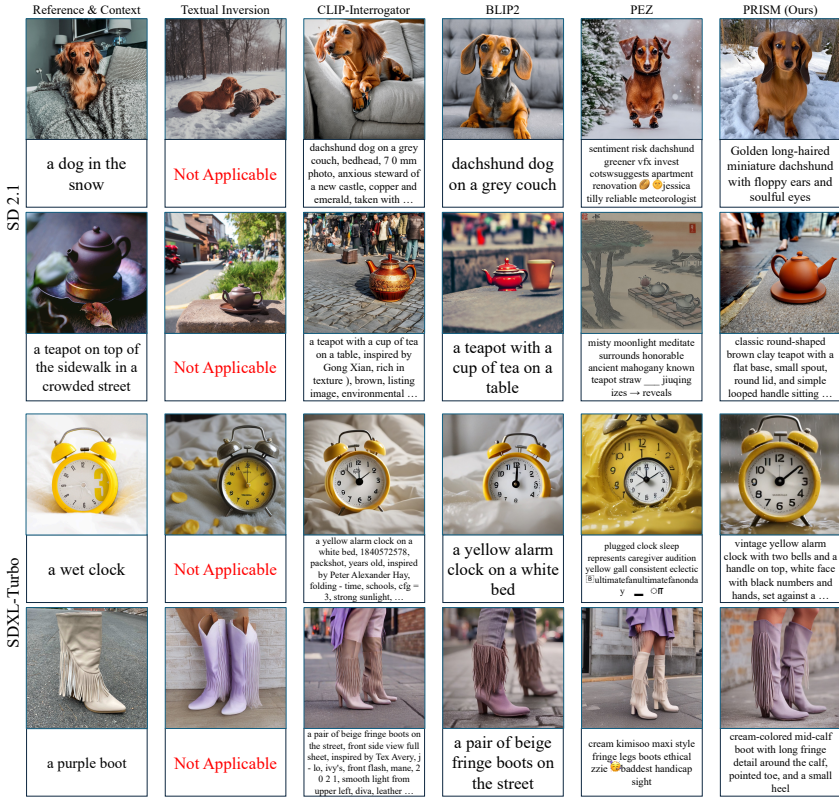 Reference & Context
Textual Inversion
CLIP-Interrogator
BLIP2
PEZ
PRISM (Ours)
SD 2.1
a dog in the
snow
Not Applicable
dachshund dog on a grey
couch, bedhead, 7 0 mm
photo, anxious steward of
a new castle, copper and
emerald, taken with …
dachshund dog
on a grey couch
sentiment risk dachshund
greener vfx invest
cotswsuggests apartment
renovation 🏈 🌞jessica
tilly reliable meteorologist
Golden long-haired
miniature dachshund
with floppy ears and
soulful eyes
a teapot on top of
the sidewalk in a
crowded street
Not Applicable
a teapot with a cup of tea
on a table, inspired by
Gong Xian, rich in
texture ), brown, listing
image, environmental …
a teapot with a
cup of tea on a
table
misty moonlight meditate
surrounds honorable
ancient mahogany known
teapot straw ___ jiuqing
izes → reveals
classic round-shaped
brown clay teapot with a
flat base, small spout,
round lid, and simple
looped handle sitting …
SDXL-Turbo
a wet clock
Not Applicable
a yellow alarm clock on a
white bed, 1840572578,
packshot, years old, inspired
by Peter Alexander Hay,
folding - time, schools, cfg =
3, strong sunlight, …
a yellow alarm
clock on a white
bed
plugged clock sleep
represents caregiver audition
yellow gall consistent eclectic
ultimatefanultimatefanonda
y
vintage yellow alarm
clock with two bells and a
handle on top, white face
with black numbers and
hands, set against a …
a purple boot
Not Applicable
a pair of beige fringe boots on
the street, front side view full
sheet, inspired by Tex Avery, j
- lo, ivy's, front flash, mane, 2
0 2 1, smooth light from
upper left, diva, leather …
a pair of beige
fringe boots on
the street
cream kimisoo maxi style
fringe legs boots ethical
zzie 🥳baddest handicap
sight
cream-colored mid-calf
boot with long fringe
detail around the calf,
pointed toe, and a small
heel